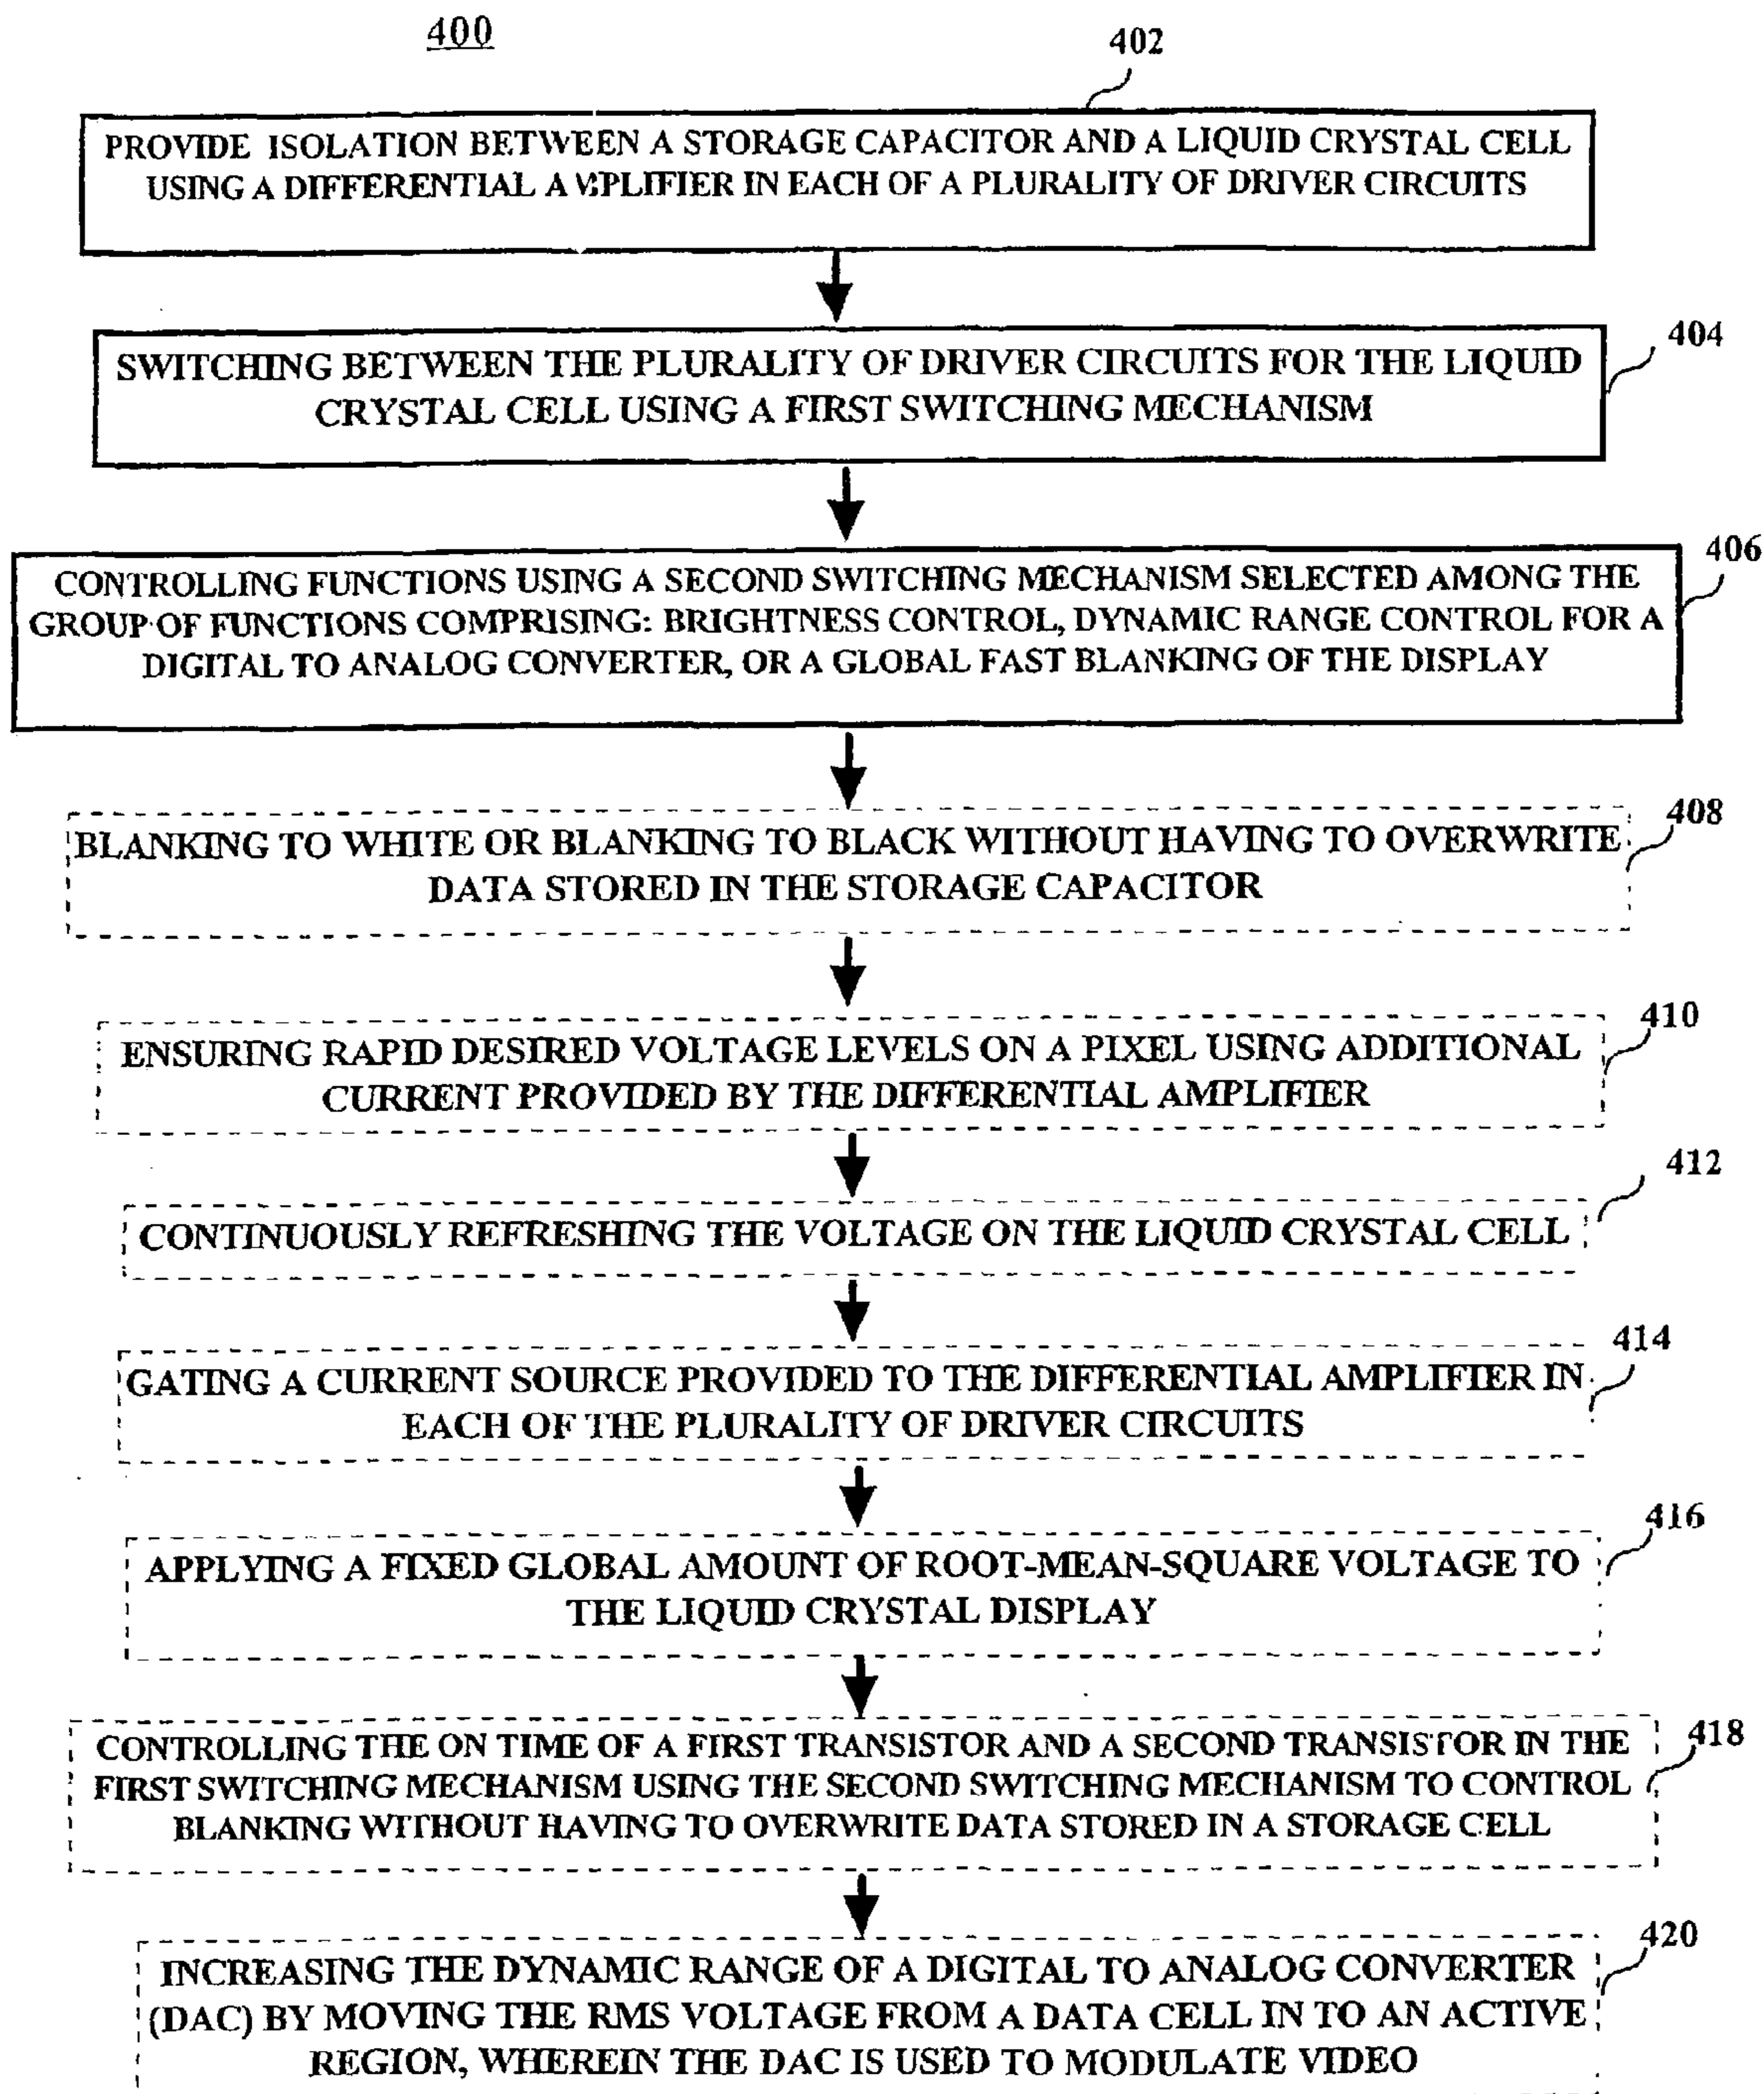 400
402
PROVIDE ISOLATION BETWEEN A STORAGE CAPACITOR AND A LIQUID CRYSTAL CELL
USING A DIFFERENTIAL AMPLIFIER IN EACH OF A PLURALITY OF DRIVER CIRCUITS
404
SWITCHING BETWEEN THE PLURALITY OF DRIVER CIRCUITS FOR THE LIQUID
CRYSTAL CELL USING A FIRST SWITCHING MECHANISM
406
CONTROLLING FUNCTIONS USING A SECOND SWITCHING MECHANISM SELECTED AMONG THE
GROUP OF FUNCTIONS COMPRISING: BRIGHTNESS CONTROL, DYNAMIC RANGE CONTROL FOR A
DIGITAL TO ANALOG CONVERTER, OR A GLOBAL FAST BLANKING OF THE DISPLAY
408
BLANKING TO WHITE OR BLANKING TO BLACK WITHOUT HAVING TO OVERWRITE
DATA STORED IN THE STORAGE CAPACITOR
410
ENSURING RAPID DESIRED VOLTAGE LEVELS ON A PIXEL USING ADDITIONAL
CURRENT PROVIDED BY THE DIFFERENTIAL AMPLIFIER
412
CONTINUOUSLY REFRESHING THE VOLTAGE ON THE LIQUID CRYSTAL CELL
414
GATING A CURRENT SOURCE PROVIDED TO THE DIFFERENTIAL AMPLIFIER IN
EACH OF THE PLURALITY OF DRIVER CIRCUITS
416
APPLYING A FIXED GLOBAL AMOUNT OF ROOT-MEAN-SQUARE VOLTAGE TO
THE LIQUID CRYSTAL DISPLAY
418
CONTROLLING THE ON TIME OF A FIRST TRANSISTOR AND A SECOND TRANSISTOR IN THE
FIRST SWITCHING MECHANISM USING THE SECOND SWITCHING MECHANISM TO CONTROL
BLANKING WITHOUT HAVING TO OVERWRITE DATA STORED IN A STORAGE CELL
420
INCREASING THE DYNAMIC RANGE OF A DIGITAL TO ANALOG CONVERTER
(DAC) BY MOVING THE RMS VOLTAGE FROM A DATA CELL IN TO AN ACTIVE
REGION, WHEREIN THE DAC IS USED TO MODULATE VIDEO